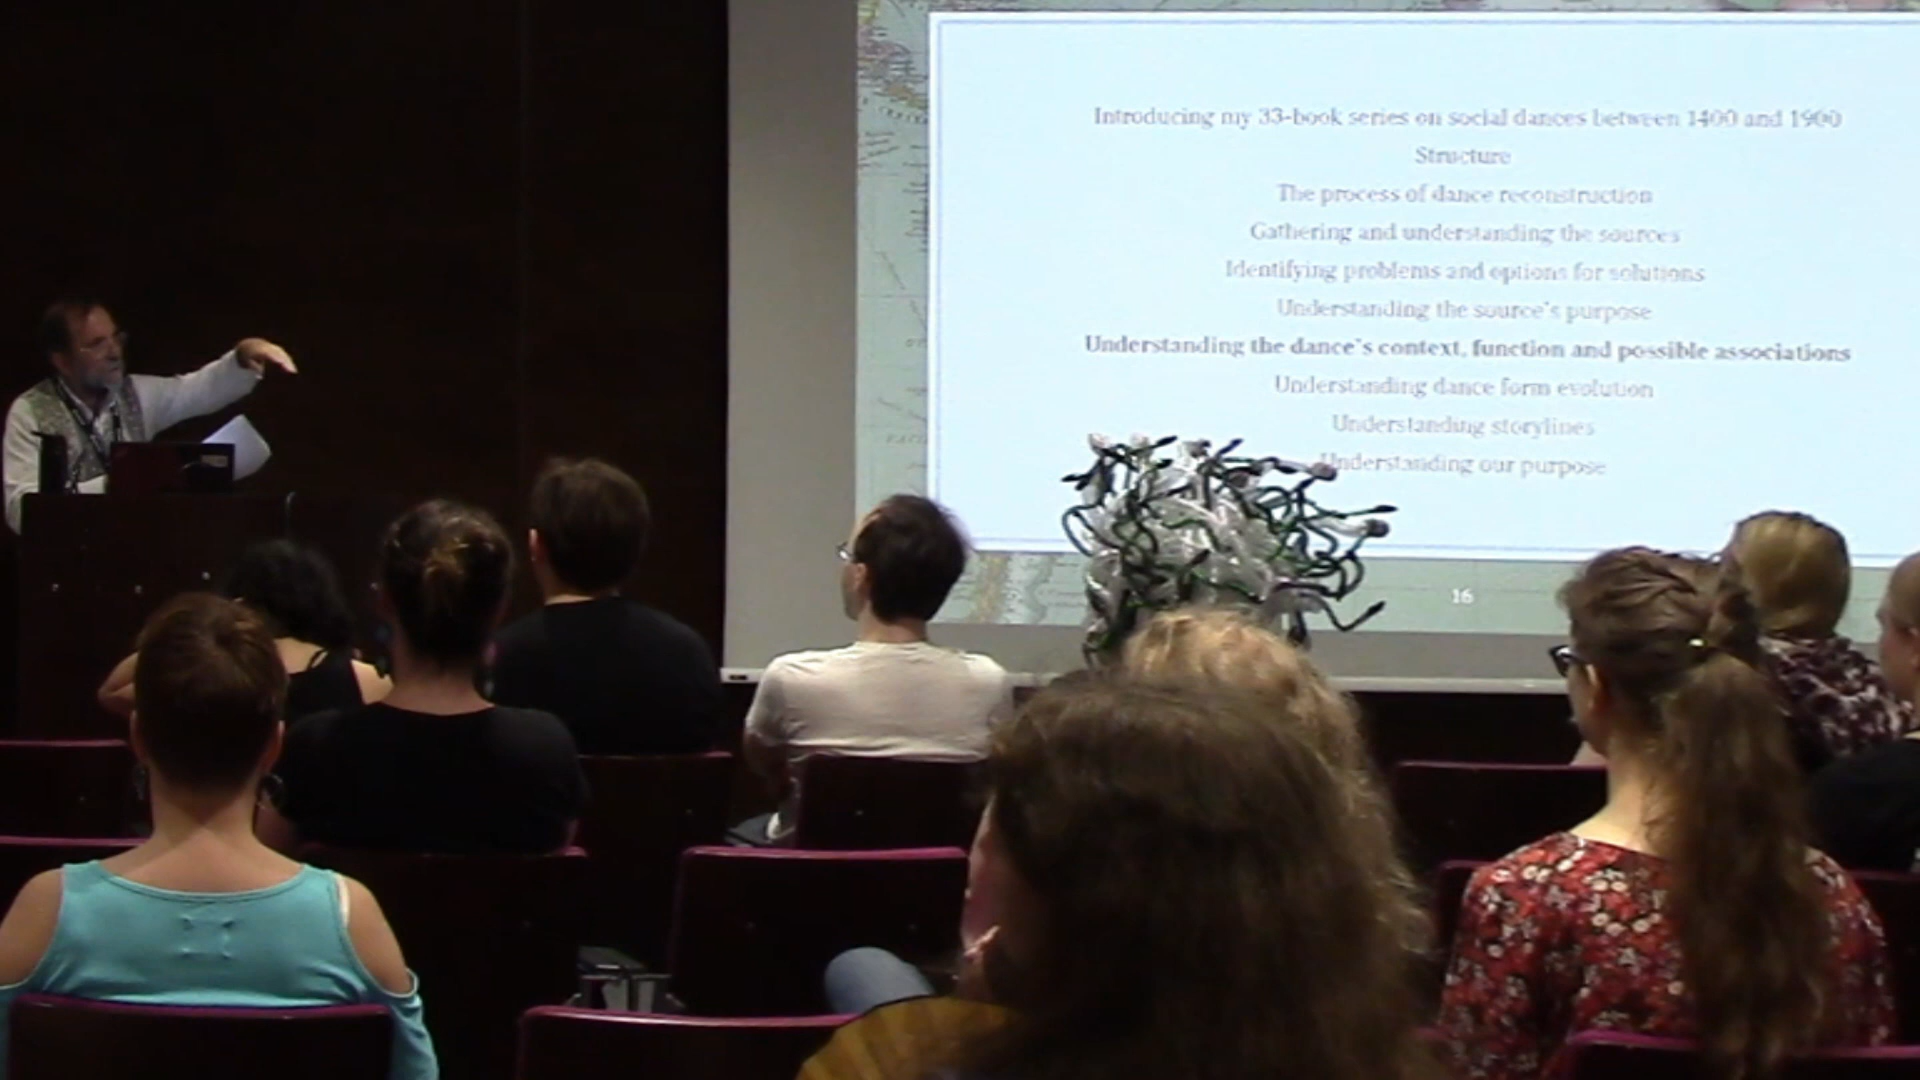 Introducing my 33-book series on social dances between 1400 and 1900
Structure
The process of dance reconstruction
Gathering and understanding the sources
Identifying problems and options for solutions
Understanding the source's purpose
Understanding the dance's context, function and possible associations
Understanding dance form evolution
Understanding storylines
Understanding our purpose
16